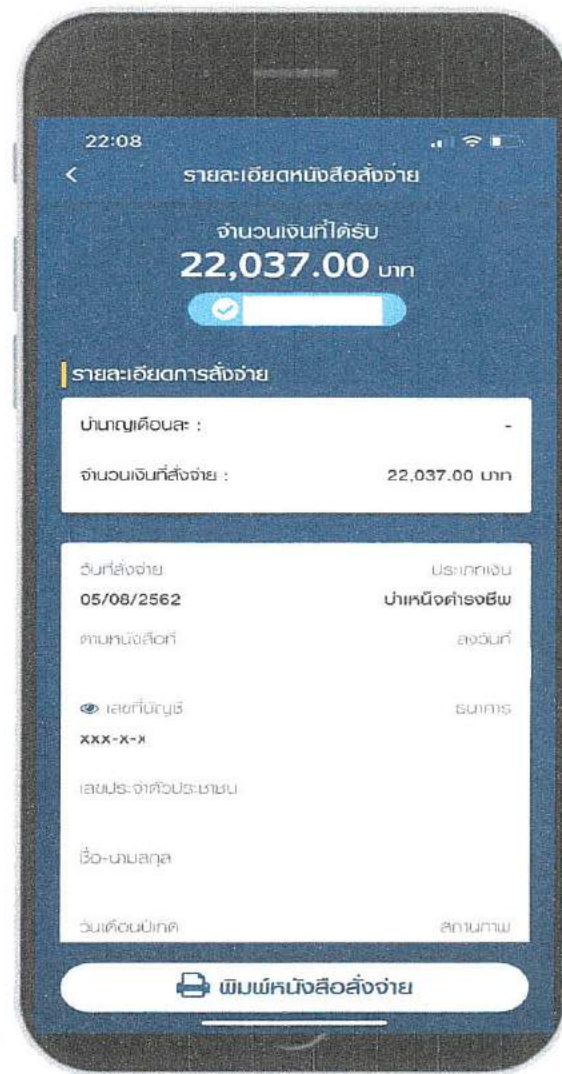 22:08
รายละเอียดหนังสือสั่งจ่าย
จำนวนเงินที่ได้รับ
22,037.00 บาท
รายละเอียดการสั่งจ่าย
บำนาญเดือนละ : -
จำนวนเงินที่สั่งจ่าย : 22,037.00 บาท
วันที่สั่งจ่าย ประเภทเงิน
05/08/2562 บำเหน็จดำรงชีพ
ตามหนังสือที่ ลงวันที่
เลขที่บัญชี ธนาคาร
xxx-x-x
เลขประจำตัวประชาชน
ชื่อ-นามสกุล
วันเดือนปีเกิด สถานภาพ
พิมพ์หนังสือสั่งจ่าย